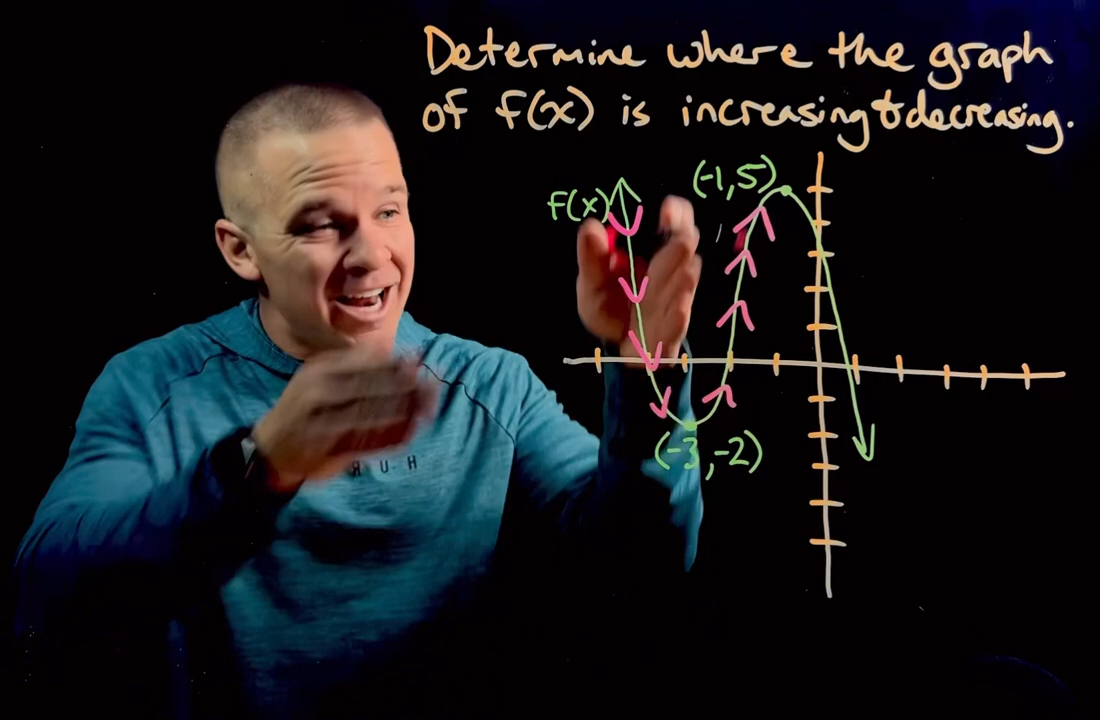 Determine where the graph
of f(x) is increasing & decreasing.
(-1,5)
f(x)
(-3,-2)